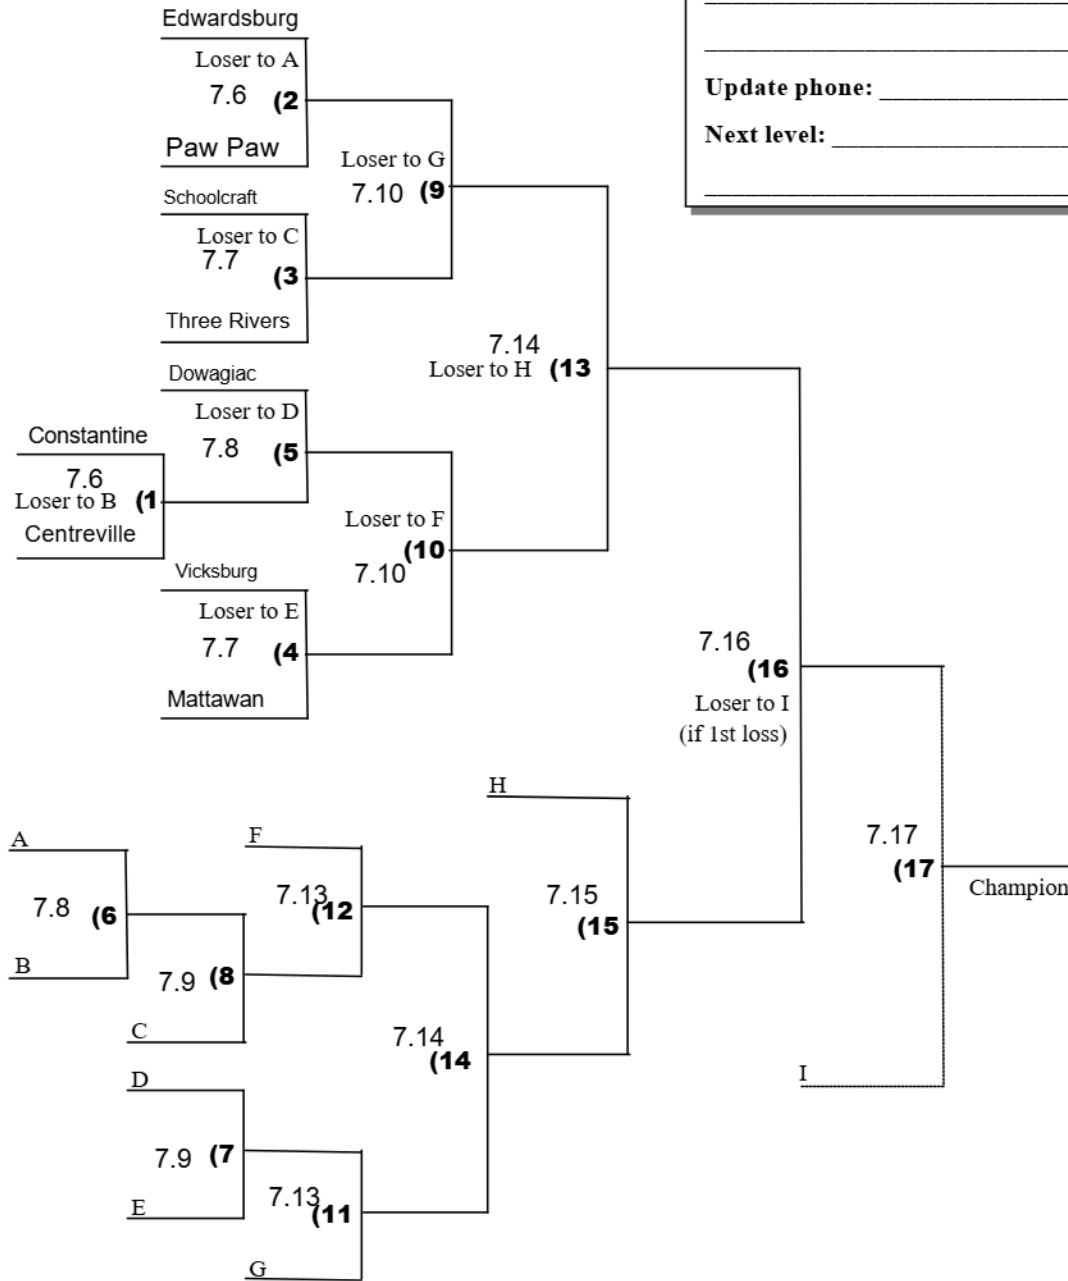 Edwardsburg
Loser to A
7.6 (2
Paw Paw
Update phone:
Next level:
Loser to G
7.10 (9
Schoolcraft
Loser to C
7.7 (3
Three Rivers
7.14
Loser to H (13
Dowagiac
Loser to D
7.8 (5
Constantine
7.6
Loser to B (1
Centreville
Loser to F
(10
7.10
Vicksburg
Loser to E
7.7 (4
Mattawan
7.16
(16
Loser to I
(if 1st loss)
H
A
F
7.17
(17
Champion
7.13
(12
7.15
(15
7.8 (6
B
7.9 (8
C
7.14
(14
D
I
7.9 (7
E
7.13
(11
G